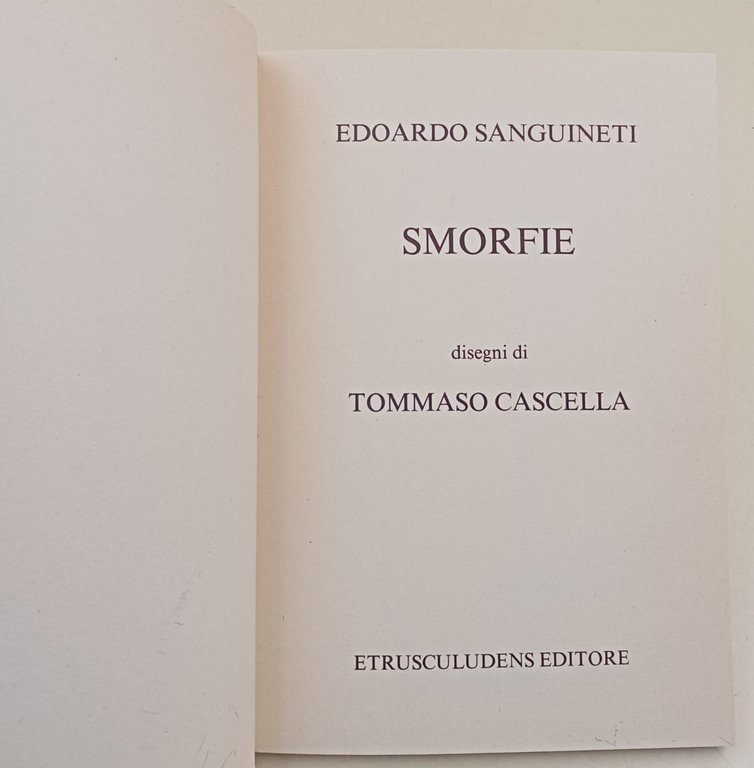 EDOARDO SANGUINETI
SMORFIE
disegni di
TOMMASO CASCELLA
ETRUSCULUDENS EDITORE